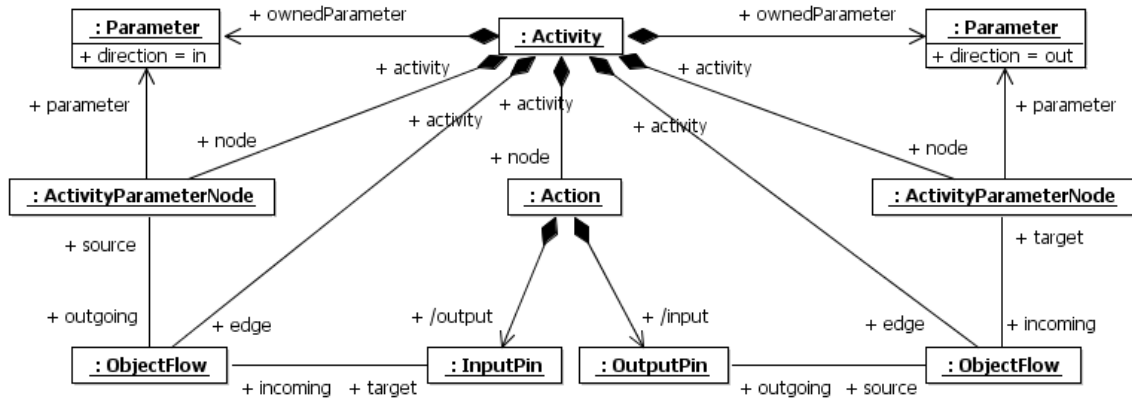 + ownedParameter
+ ownedParameter
: Parameter
+ direction = in
: Activity
: Parameter
+ direction = out
+ activity
+ activity
+ activity
+ activity
+ activity
+ parameter
+ parameter
+ node
+ node
+ node
: ActivityParameterNode
: Action
: ActivityParameterNode
+ source
+ target
+ outgoing
+ edge
+ /output
+ /input
+ edge
+ incoming
: ObjectFlow
: InputPin
: OutputPin
: ObjectFlow
+ incoming
+ target
+ outgoing
+ source